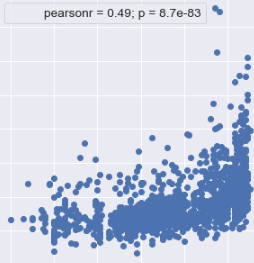 pearsonr = 0.49; p = 8.7e-83